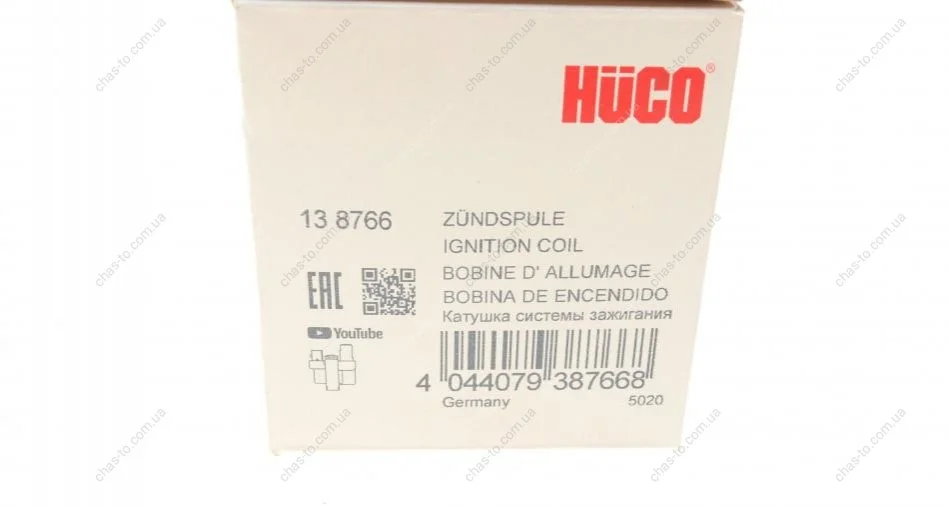 HÜCO®
13 8766
ZÜNDSPULE
IGNITION COIL
BOBINE D' ALLUMAGE
BOBINA DE ENCENDIDO
Катушка системы зажигания
EAC
YouTube
4 044079 387668
Germany
5020
chas-to.com.ua